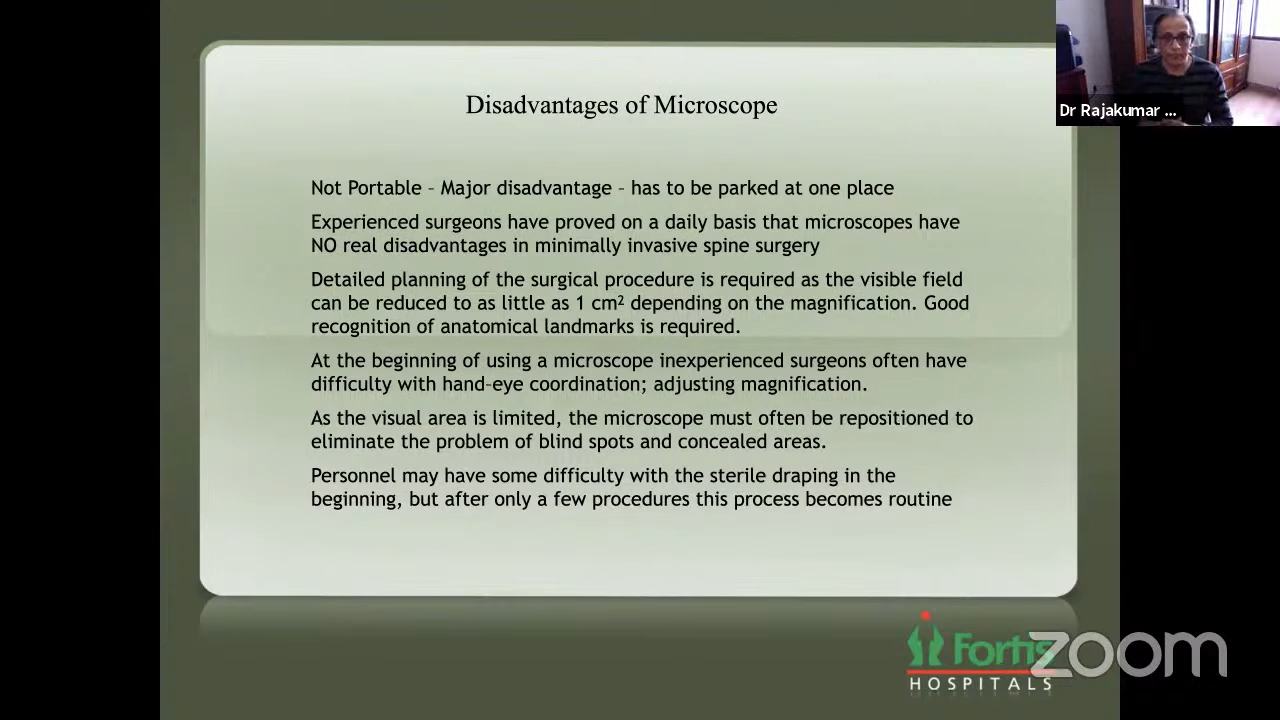 Disadvantages of Microscope
Dr Rajakumar ...
Not Portable – Major disadvantage – has to be parked at one place
Experienced surgeons have proved on a daily basis that microscopes have
NO real disadvantages in minimally invasive spine surgery
Detailed planning of the surgical procedure is required as the visible field
can be reduced to as little as 1 cm² depending on the magnification. Good
recognition of anatomical landmarks is required.
At the beginning of using a microscope inexperienced surgeons often have
difficulty with hand-eye coordination; adjusting magnification.
As the visual area is limited, the microscope must often be repositioned to
eliminate the problem of blind spots and concealed areas.
Personnel may have some difficulty with the sterile draping in the
beginning, but after only a few procedures this process becomes routine
Fortis
HOSPITALS
zoom